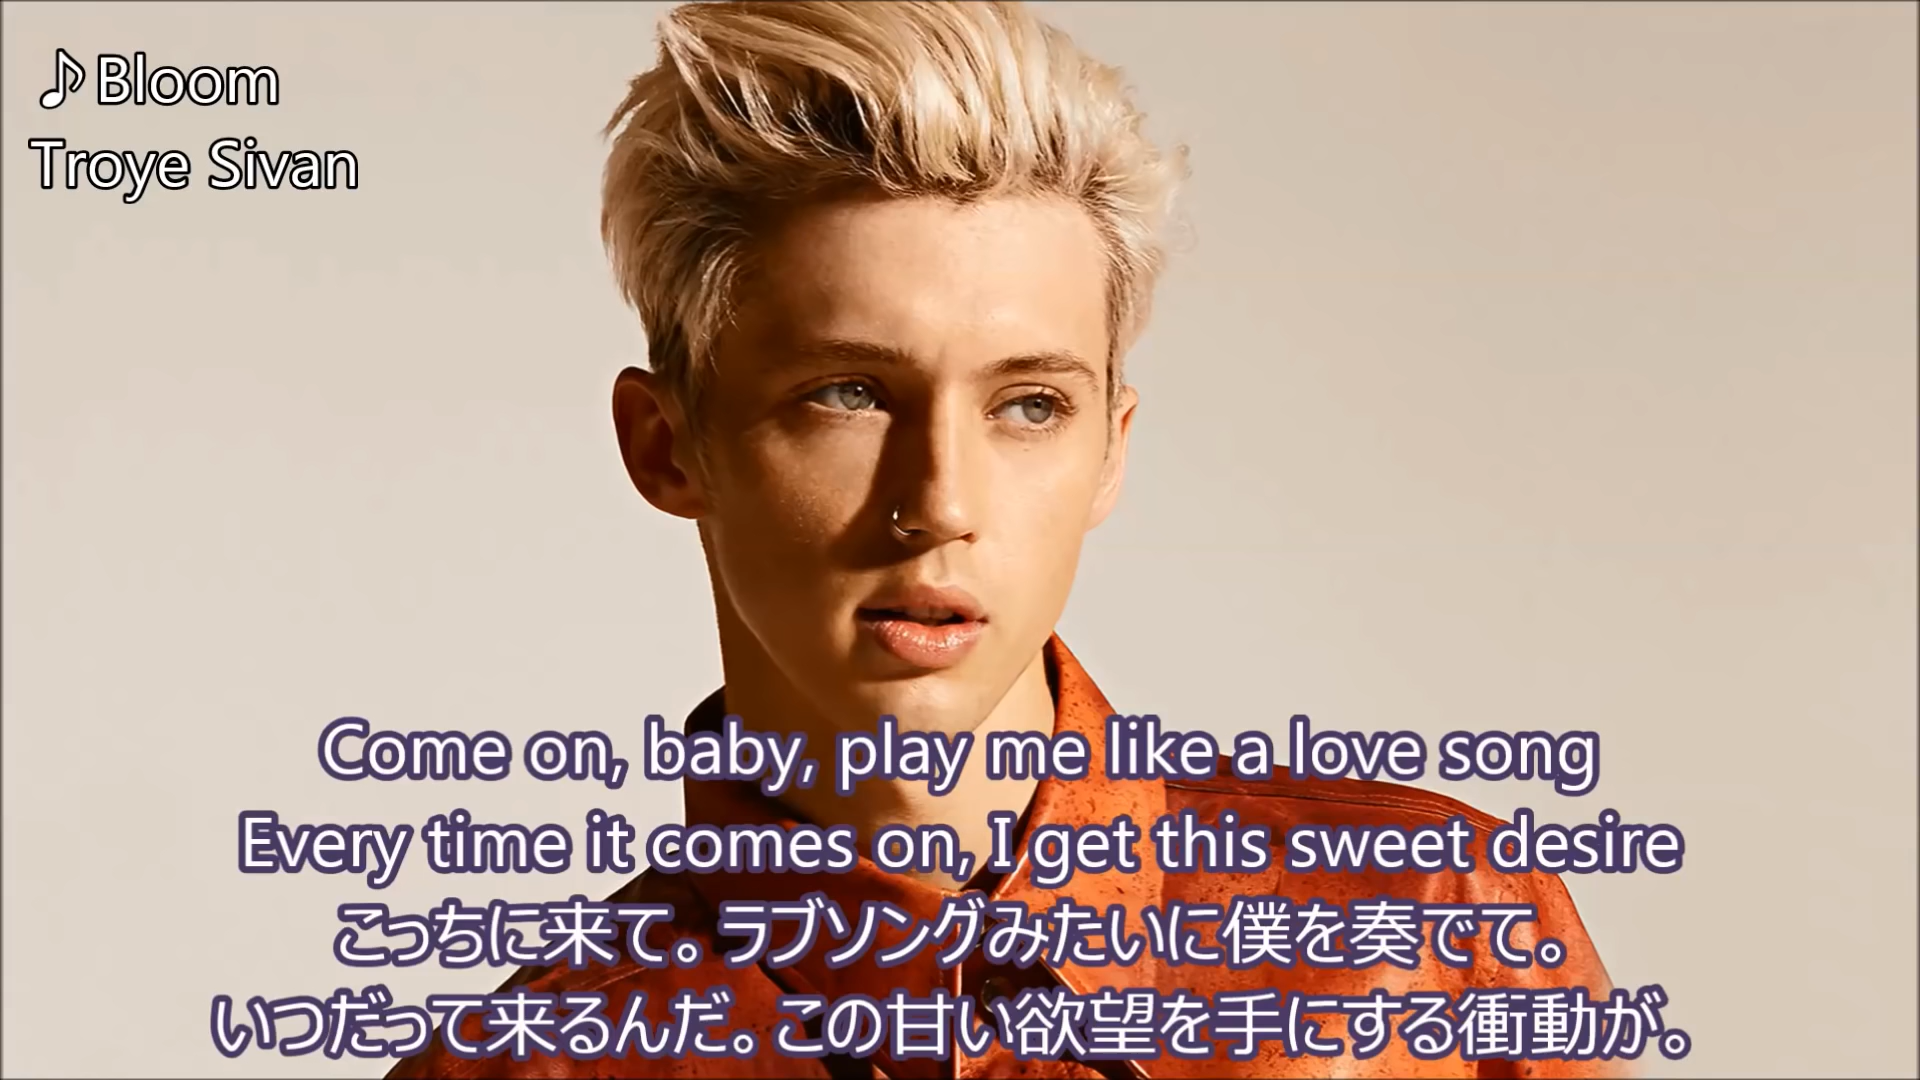 ♪Bloom
Troye Sivan
Come on, baby, play me like a love song
Every time it comes on, I get this sweet desire
こっちに来て。ラブソングみたいに僕を奏でて。
いつだって来るんだ。この甘い欲望を手にする衝動が。